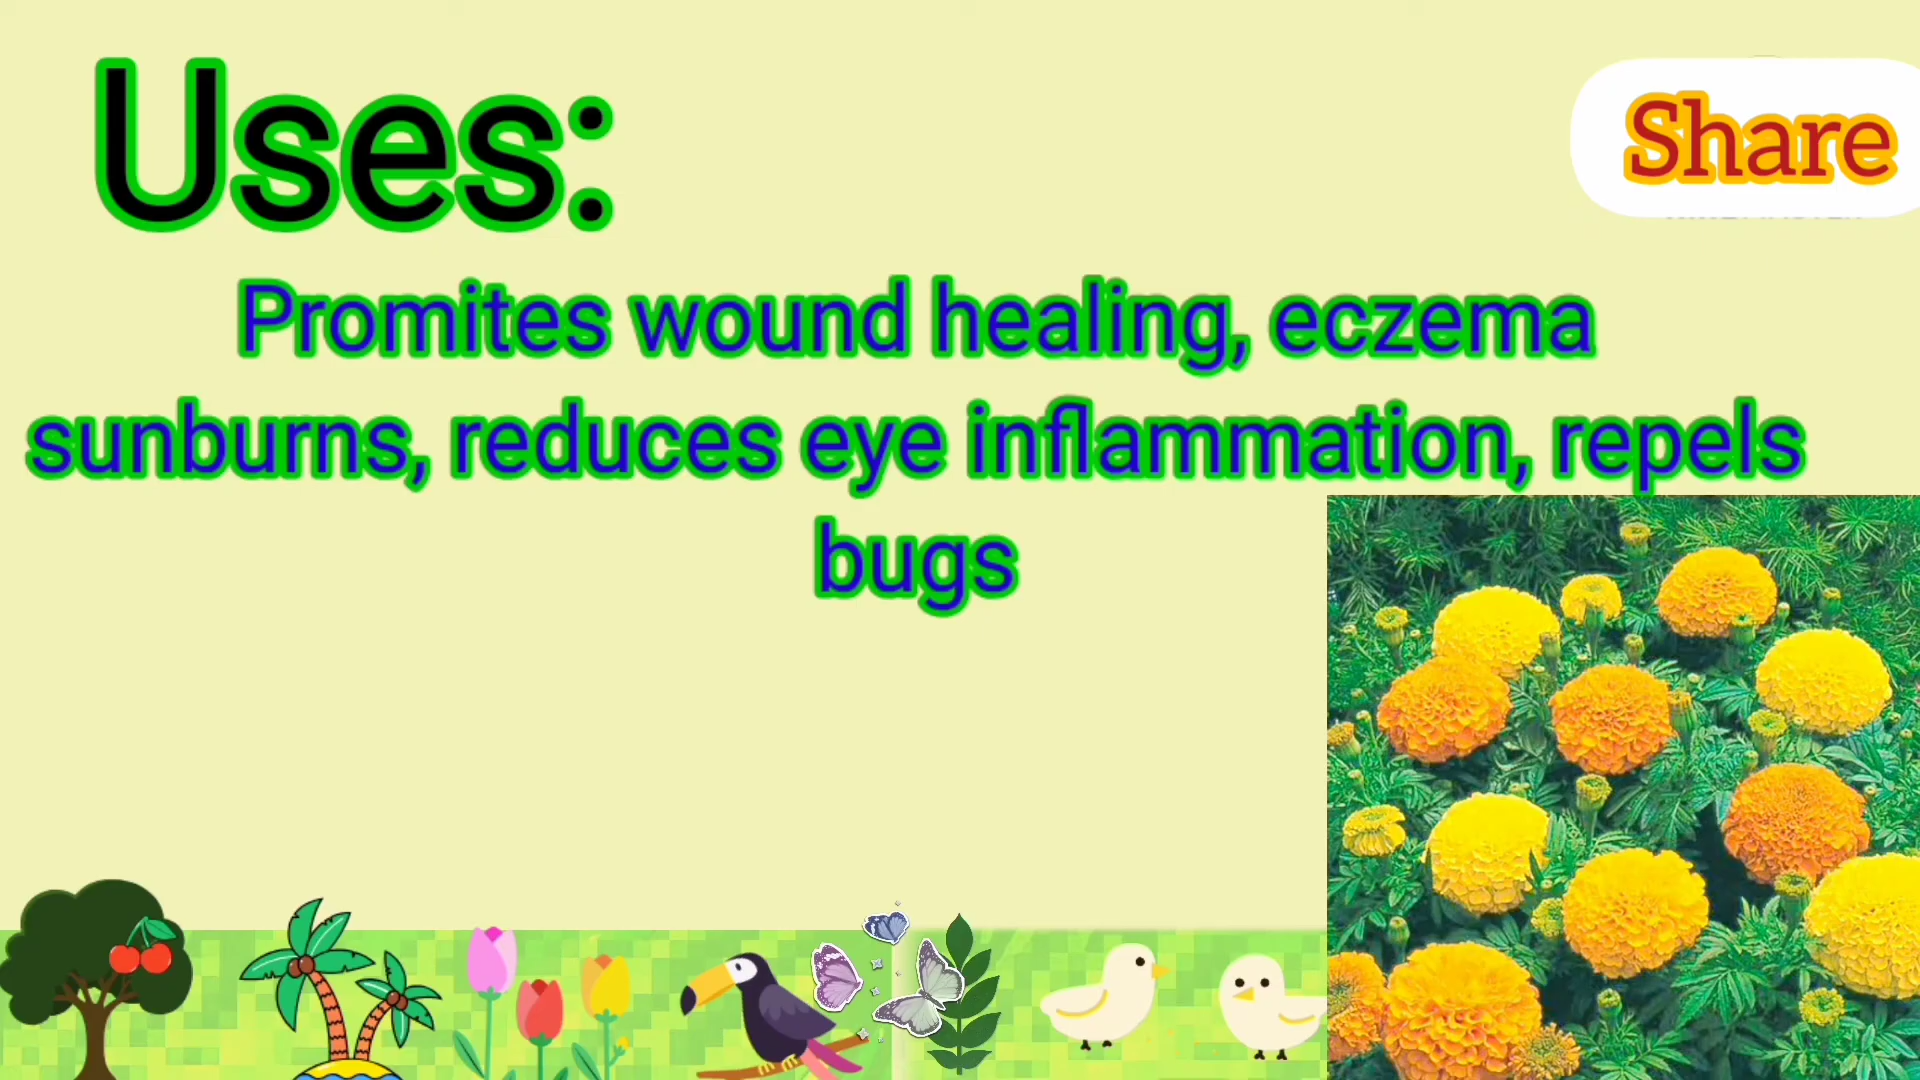 Uses:
Share
Promites wound healing, eczema
sunburns, reduces eye inflammation, repels
bugs